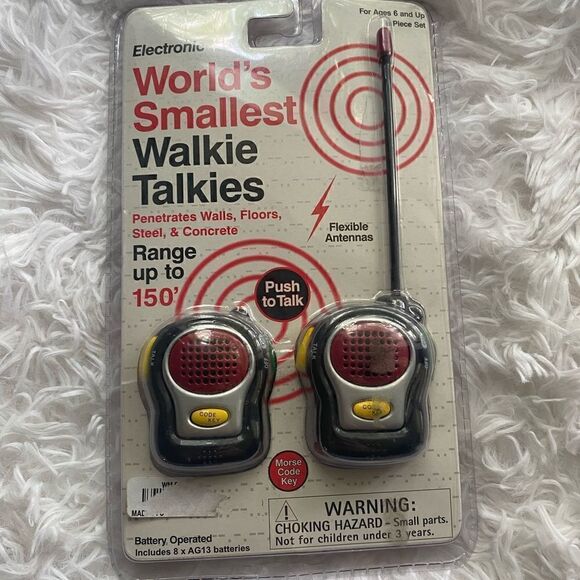 For Ages 6 and Up
Piece Set
Electronic
World's
Smallest
Walkie
Talkies
Penetrates Walls, Floors,
Steel, & Concrete
Flexible
Antennas
Range
up to
150'
Push
to Talk
TALK
CODE
KEY
TALK
Morse
Code
Key
WARNING:
CHOKING HAZARD - Small parts.
Not for children under 3 years.
Battery Operated
Includes 8 x AG13 batteries